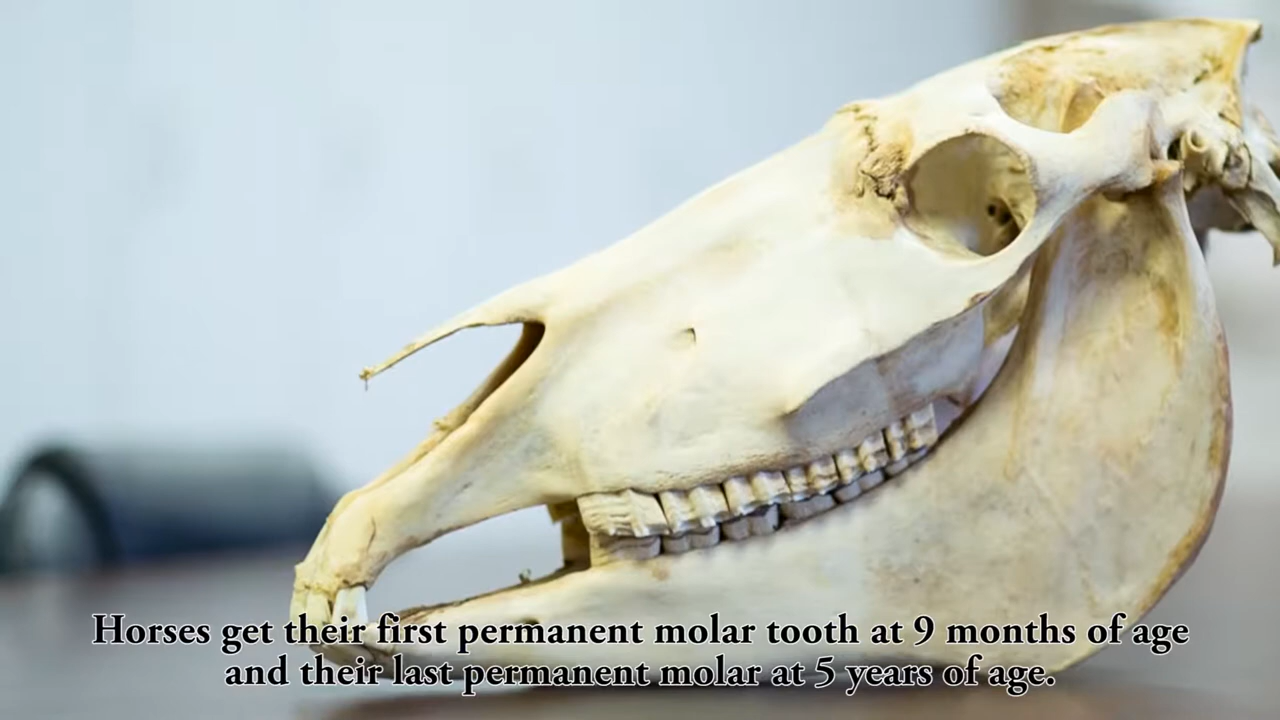 Horses get their first permanent molar tooth at 9 months of age
and their last permanent molar at 5 years of age.